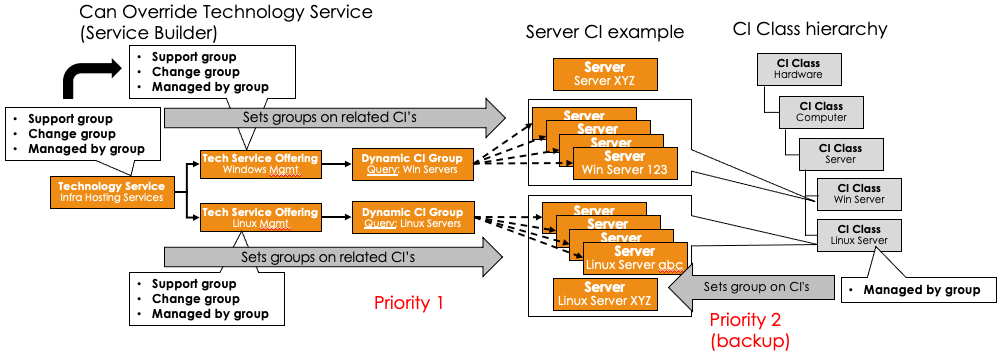 Can Override Technology Service
(Service Builder)
Server CI example
CI Class hierarchy
• Support group
• Change group
• Managed by group
• Support group
• Change group
• Managed by group
Sets groups on related CI's
Technology Service
Infra Hosting Services
Tech Service Offering
Windows Mgmt
Dynamic CI Group
Query: Win Servers
Tech Service Offering
Linux Mgmt
Dynamic CI Group
Query: Linux Servers
Sets groups on related CI's
• Support group
• Change group
• Managed by group
Priority 1
Server
Server XYZ
Server
Server
Server
Server
Win Server 123
Server
Server
Server
Server
Linux Server abc
Server
Linux Server XYZ
CI Class
Hardware
CI Class
Computer
CI Class
Server
CI Class
Win Server
CI Class
Linux Server
Sets group on CI's
• Managed by group
Priority 2
(backup)